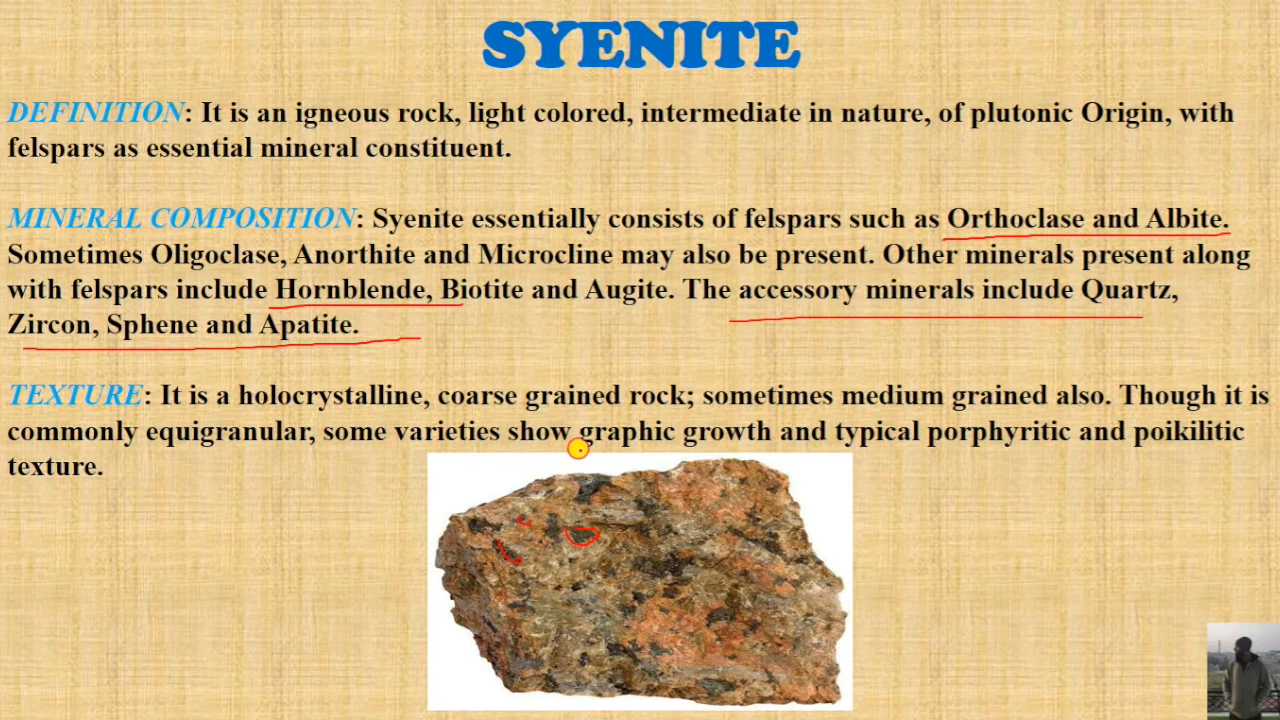 SYENITE
DEFINITION: It is an igneous rock, light colored, intermediate in nature, of plutonic Origin, with
felspars as essential mineral constituent.
MINERAL COMPOSITION: Syenite essentially consists of felspars such as Orthoclase and Albite.
Sometimes Oligoclase, Anorthite and Microcline may also be present. Other minerals present along
with felspars include Hornblende, Biotite and Augite. The accessory minerals include Quartz,
Zircon, Sphene and Apatite.
TEXTURE: It is a holocrystalline, coarse grained rock; sometimes medium grained also. Though it is
commonly equigranular, some varieties show graphic growth and typical porphyritic and poikilitic
texture.